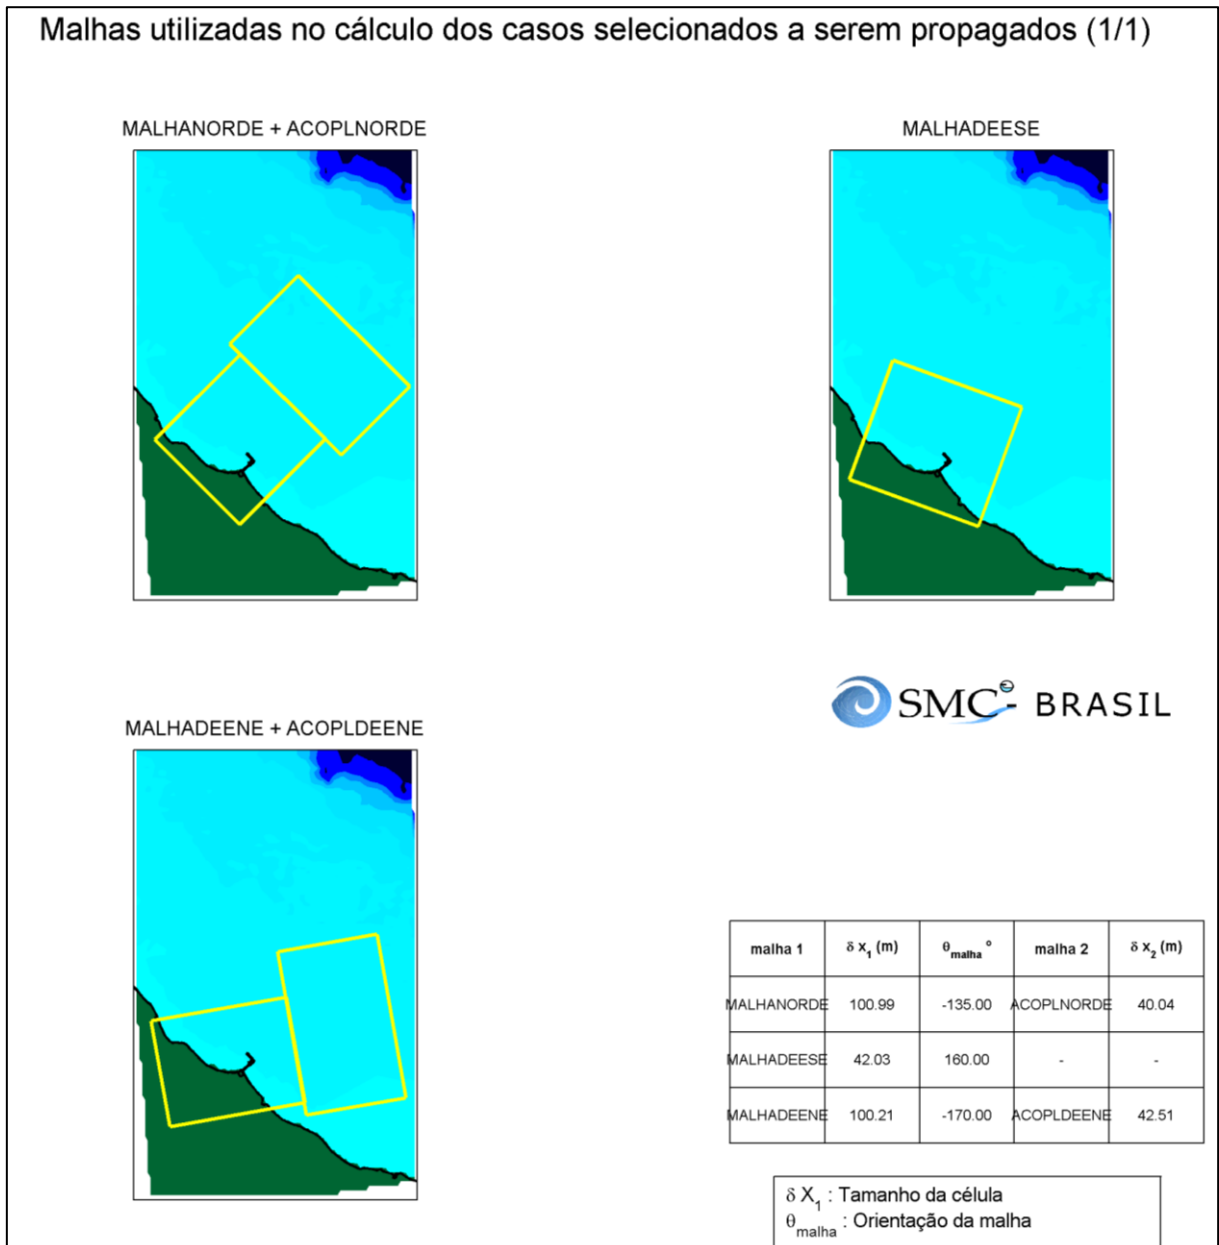 Malhas utilizadas no cálculo dos casos selecionados a serem propagados (1/1)
MALHANORDE + ACOPLNORDE
MALHADEESE
SMC - BRASIL
MALHADEENE + ACOPLDEENE
malha 1 δ x1 (m) θmalha º malha 2 δ x2 (m)
MALHANORDE 100.99 -135.00 ACOPLNORDE 40.04
MALHADEESE 42.03 160.00 - -
MALHADEENE 100.21 -170.00 ACOPLDEENE 42.51
δ X1 : Tamanho da célula
θmalha : Orientação da malha